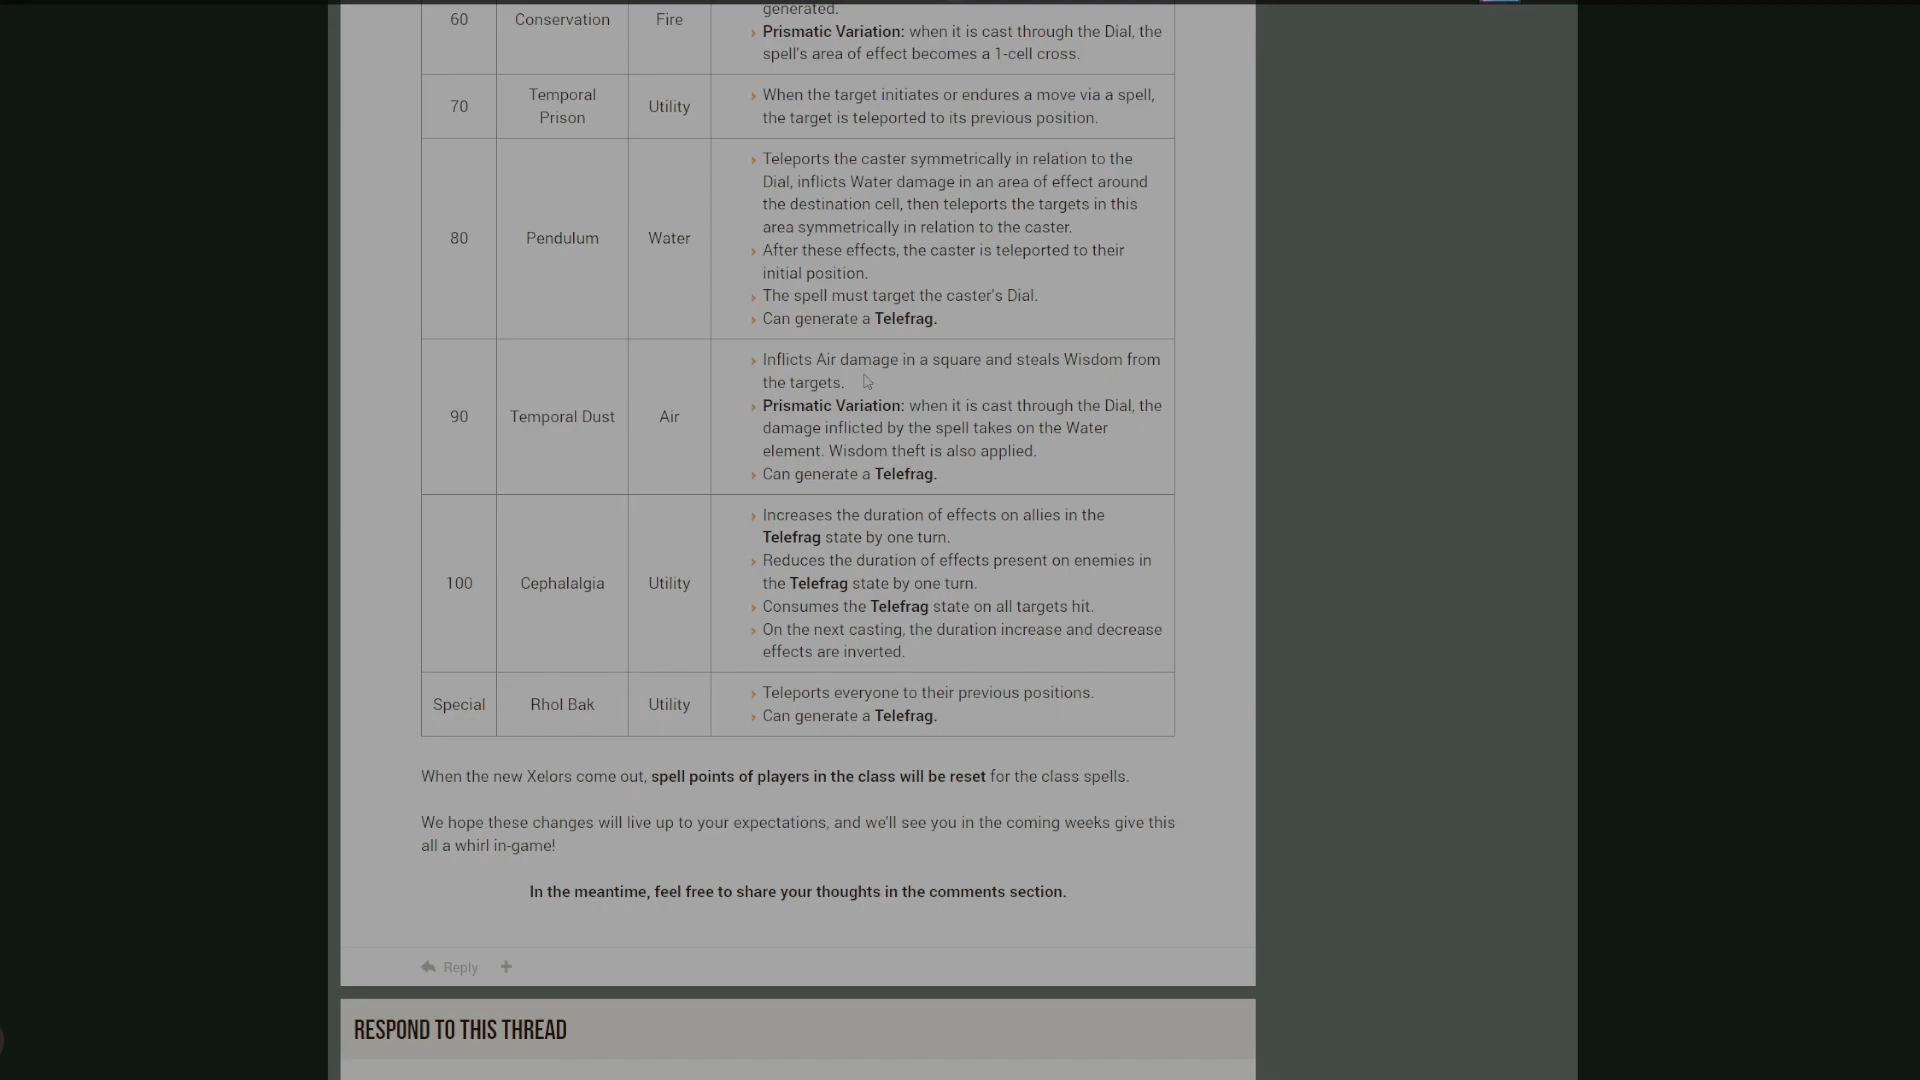 generated.
60 Conservation Fire
Prismatic Variation: when it is cast through the Dial, the
spell's area of effect becomes a 1-cell cross.
70 Temporal Prison Utility
When the target initiates or endures a move via a spell,
the target is teleported to its previous position.
80 Pendulum Water
Teleports the caster symmetrically in relation to the
Dial, inflicts Water damage in an area of effect around
the destination cell, then teleports the targets in this
area symmetrically in relation to the caster.
After these effects, the caster is teleported to their
initial position.
The spell must target the caster's Dial.
Can generate a Telefrag.
90 Temporal Dust Air
Inflicts Air damage in a square and steals Wisdom from
the targets.
Prismatic Variation: when it is cast through the Dial, the
damage inflicted by the spell takes on the Water
element. Wisdom theft is also applied.
Can generate a Telefrag.
100 Cephalalgia Utility
Increases the duration of effects on allies in the
Telefrag state by one turn.
Reduces the duration of effects present on enemies in
the Telefrag state by one turn.
Consumes the Telefrag state on all targets hit.
On the next casting, the duration increase and decrease
effects are inverted.
Special Rhol Bak Utility
Teleports everyone to their previous positions.
Can generate a Telefrag.
When the new Xelors come out, spell points of players in the class will be reset for the class spells.
We hope these changes will live up to your expectations, and we'll see you in the coming weeks give this
all a whirl in-game!
In the meantime, feel free to share your thoughts in the comments section.
Reply +
RESPOND TO THIS THREAD